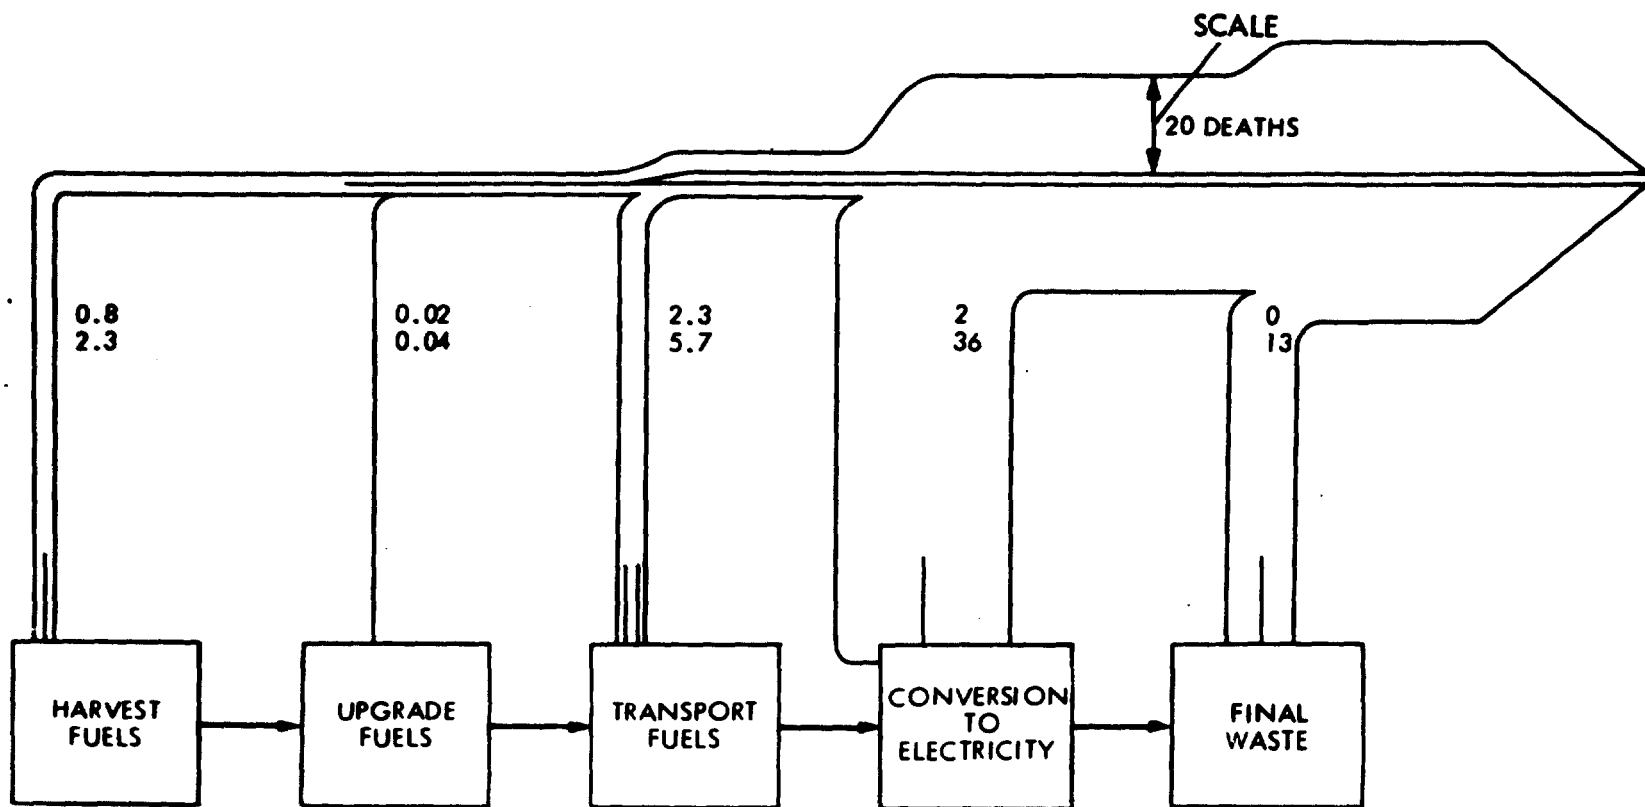 SCALE
20 DEATHS
0.8
2.3
0.02
0.04
2.3
5.7
2
36
0
13
HARVEST
FUELS
UPGRADE
FUELS
TRANSPORT
FUELS
CONVERSION
TO
ELECTRICITY
FINAL
WASTE